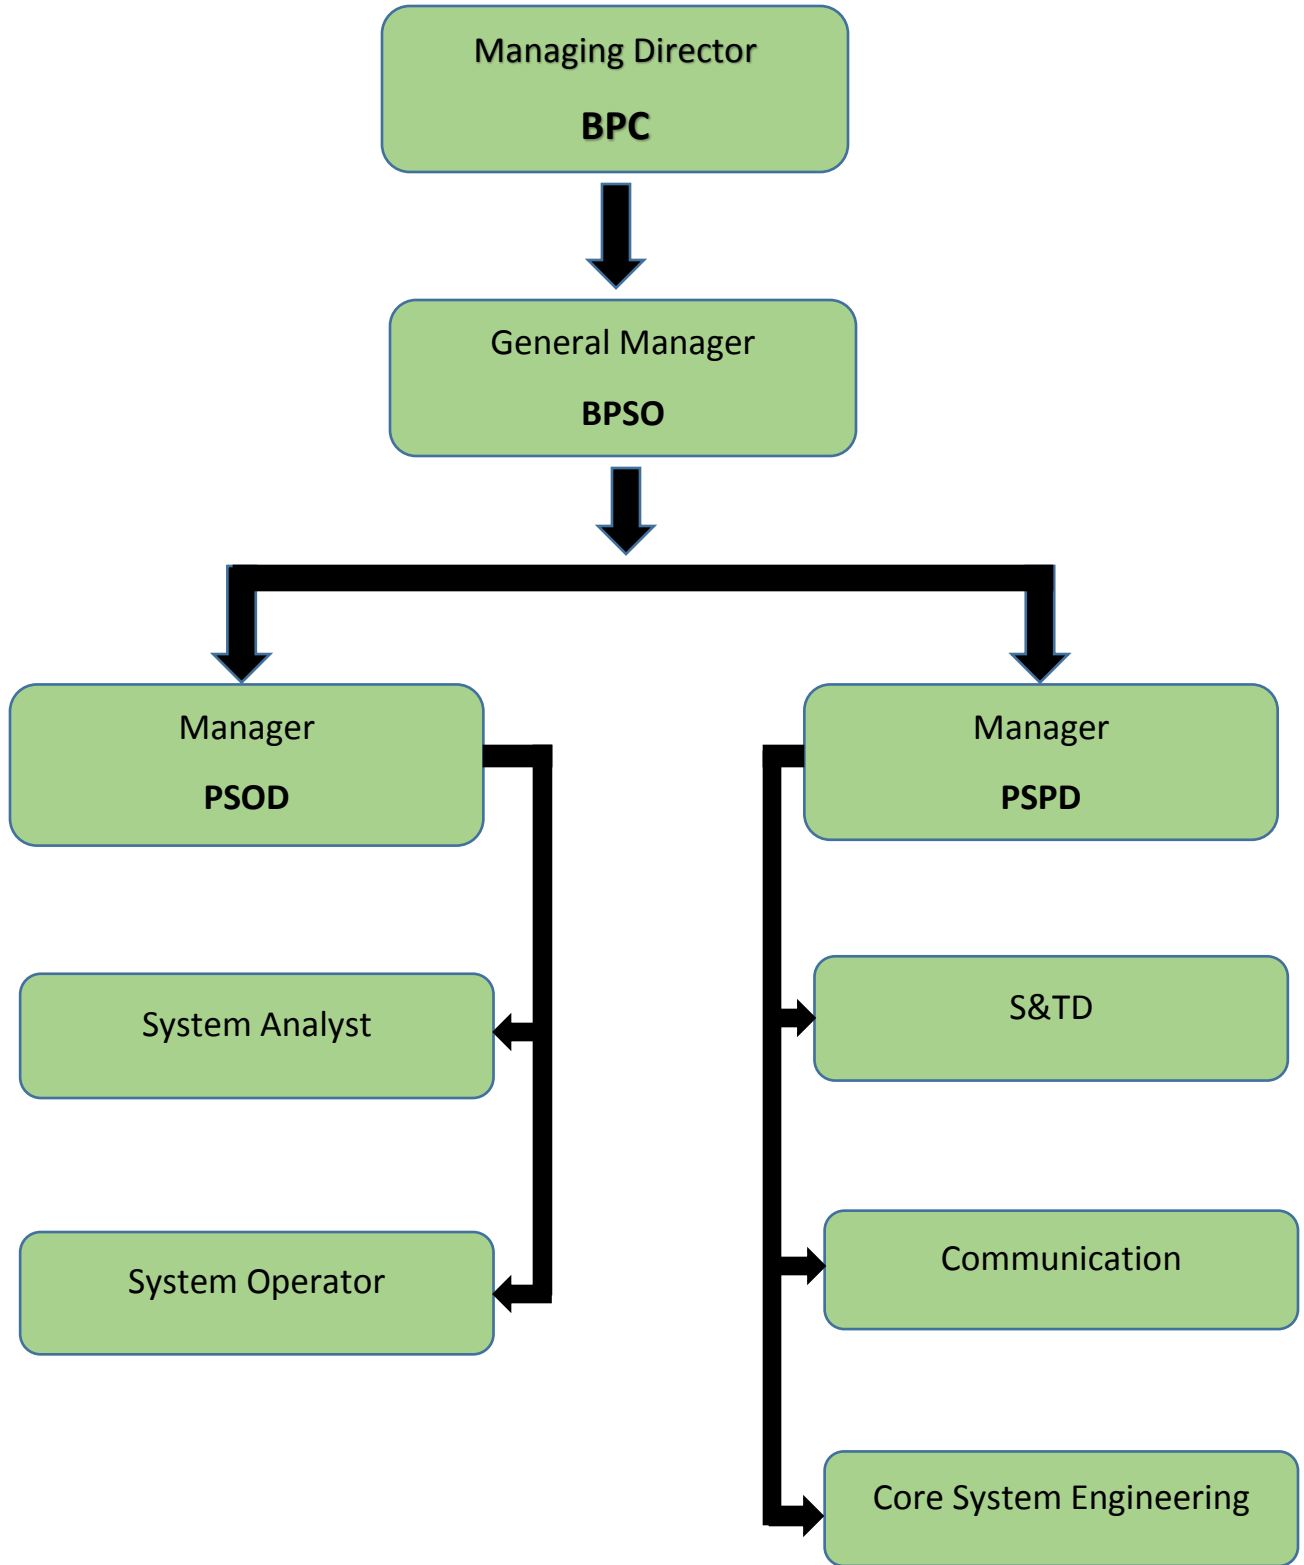 Managing Director
BPC
General Manager
BPSO
Manager
PSOD
Manager
PSPD
System Analyst
S&TD
System Operator
Communication
Core System Engineering